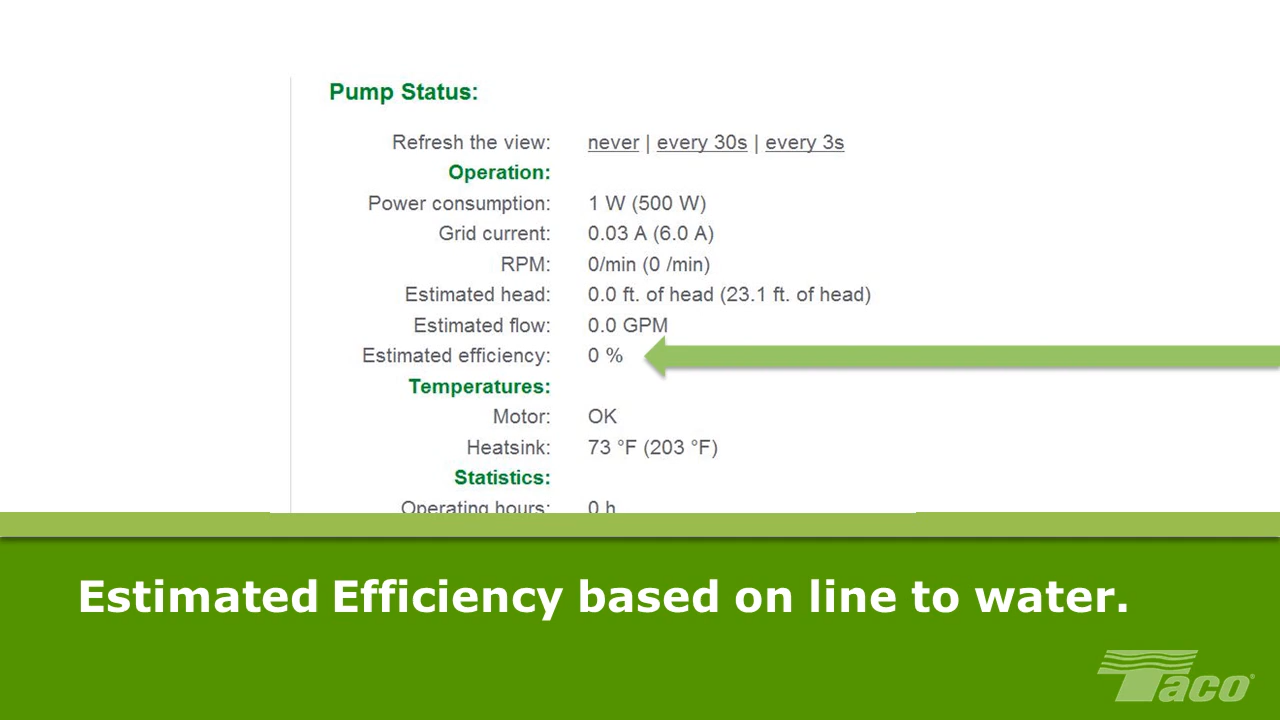 Pump Status:
Refresh the view: never | every 30s | every 3s
Operation:
Power consumption: 1 W (500 W)
Grid current: 0.03 A (6.0 A)
RPM: 0/min (0 /min)
Estimated head: 0.0 ft. of head (23.1 ft. of head)
Estimated flow: 0.0 GPM
Estimated efficiency: 0 %
Temperatures:
Motor: OK
Heatsink: 73 °F (203 °F)
Statistics:
Operating hours: 0 h
Estimated Efficiency based on line to water.
Taco®